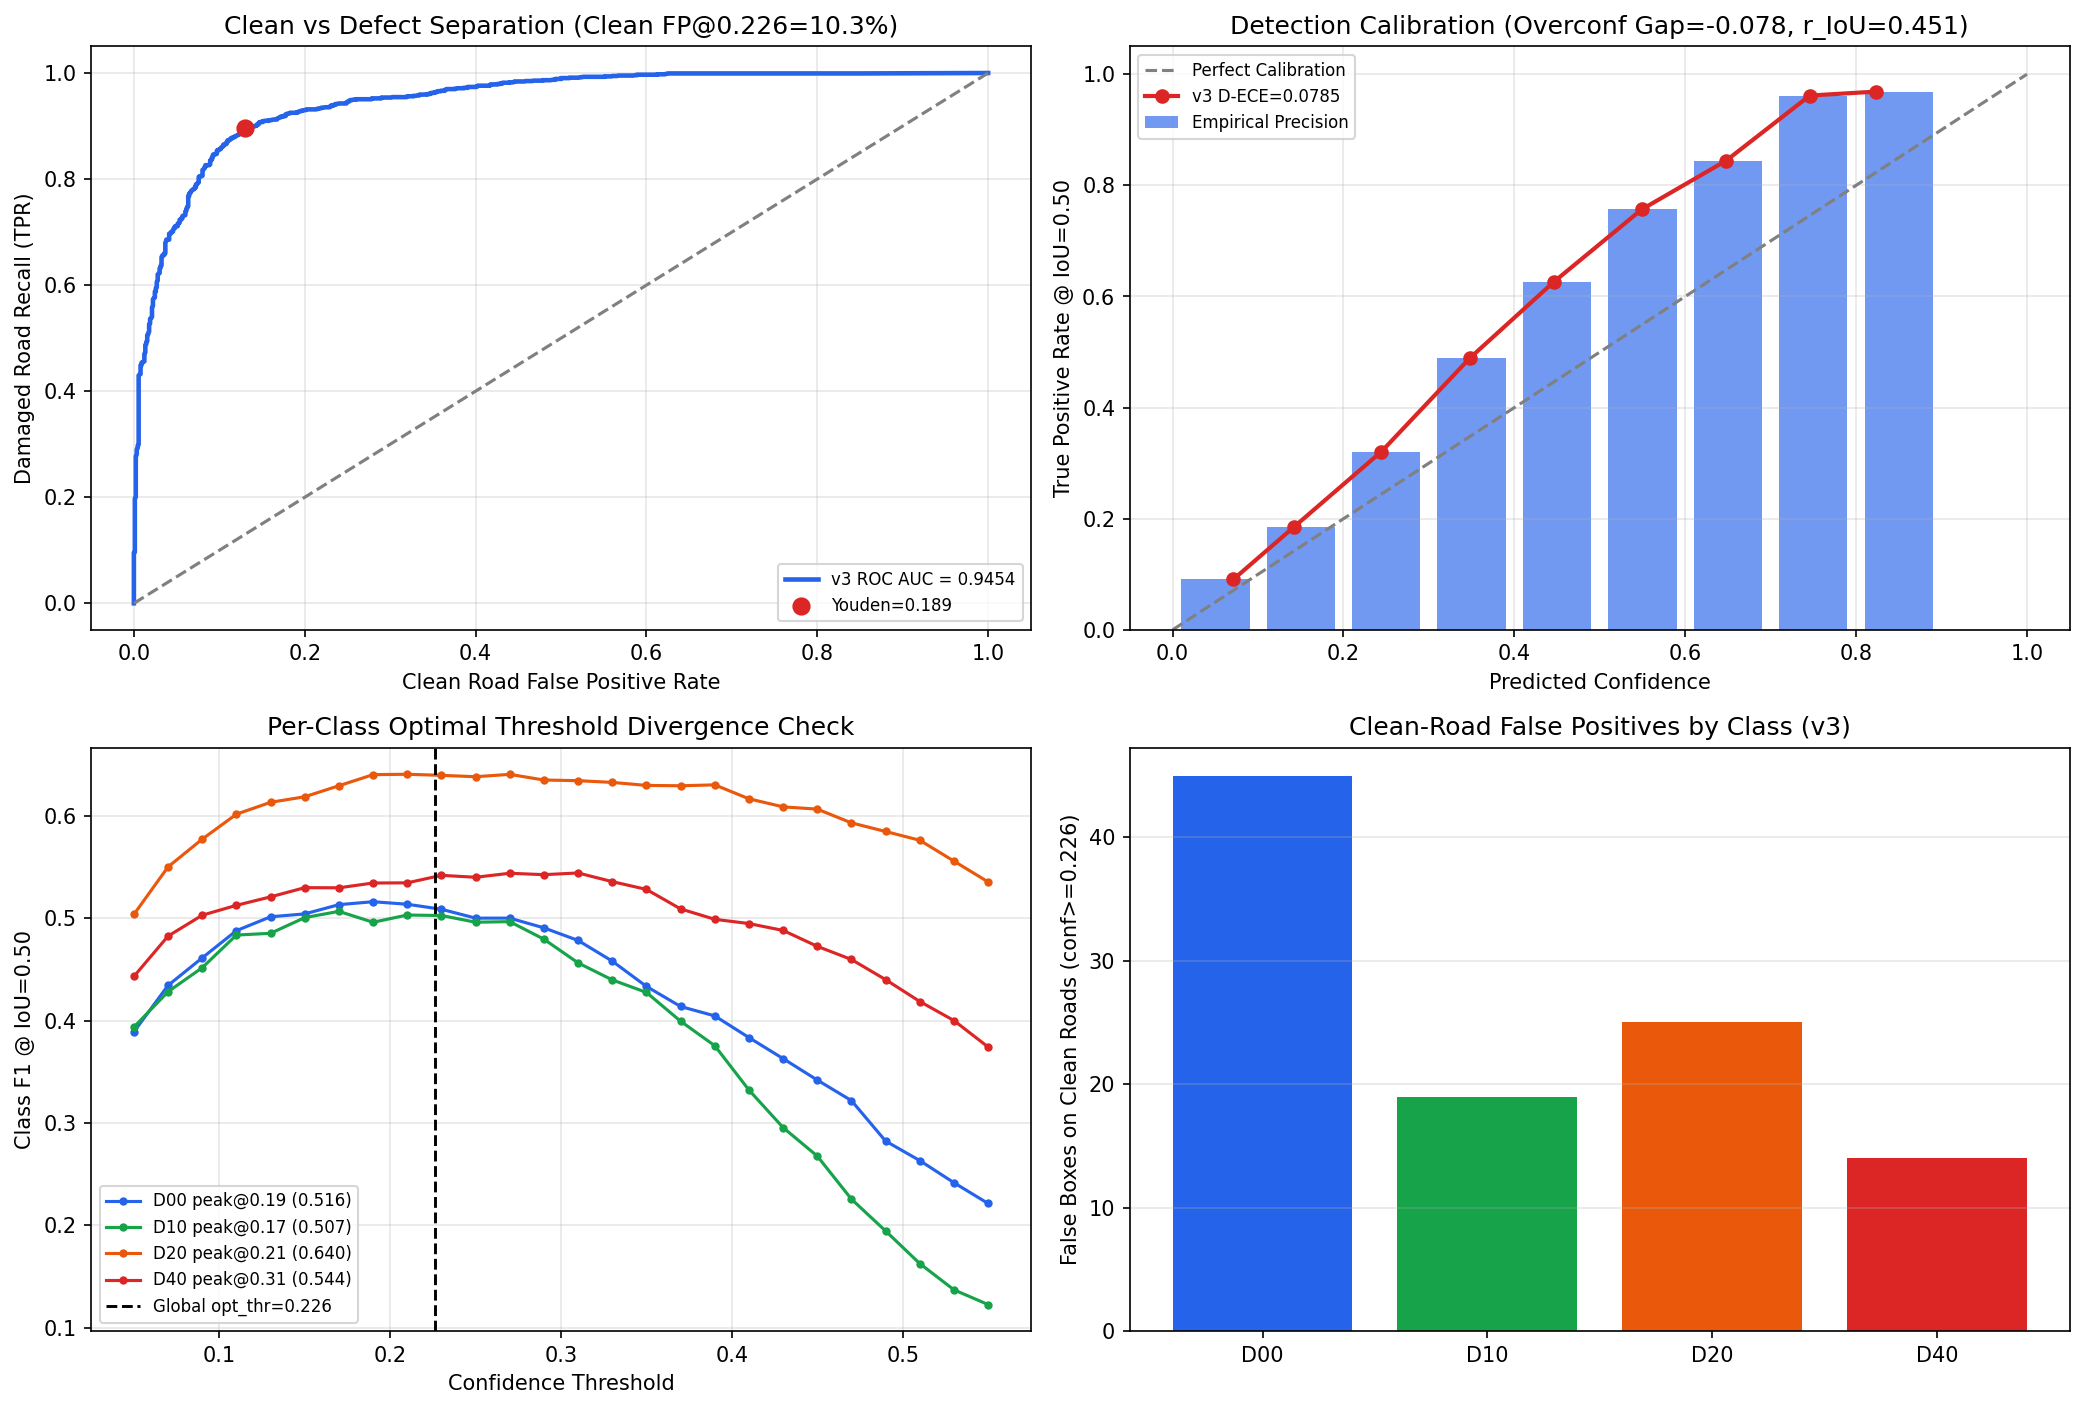 Clean vs Defect Separation (Clean FP@0.226=10.3%)
Damaged Road Recall (TPR)
1.0
0.8
0.6
0.4
0.2
0.0
v3 ROC AUC = 0.9454
Youden=0.189
0.0 0.2 0.4 0.6 0.8 1.0
Clean Road False Positive Rate
Detection Calibration (Overconf Gap=-0.078, r_IoU=0.451)
True Positive Rate @ IoU=0.50
1.0
0.8
0.6
0.4
0.2
0.0
Perfect Calibration
v3 D-ECE=0.0785
Empirical Precision
0.0 0.2 0.4 0.6 0.8 1.0
Predicted Confidence
Per-Class Optimal Threshold Divergence Check
Class F1 @ IoU=0.50
0.6
0.5
0.4
0.3
0.2
0.1
D00 peak@0.19 (0.516)
D10 peak@0.17 (0.507)
D20 peak@0.21 (0.640)
D40 peak@0.31 (0.544)
Global opt_thr=0.226
0.1 0.2 0.3 0.4 0.5
Confidence Threshold
Clean-Road False Positives by Class (v3)
False Boxes on Clean Roads (conf>=0.226)
40
30
20
10
0
D00 D10 D20 D40